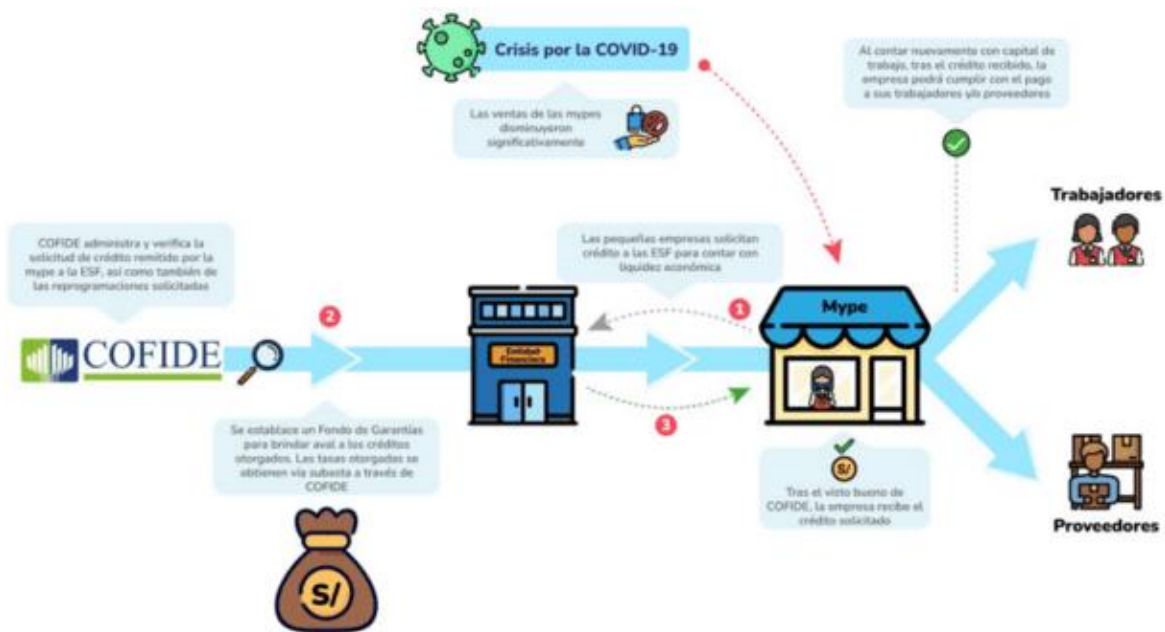 Crisis por la COVID-19
Las ventas de las mypes
disminuyeron
significativamente
Al contar nuevamente con capital de
trabajo, tras el crédito recibido, la
empresa podrá cumplir con el pago
a sus trabajadores y/o proveedores
Trabajadores
COFIDE administra y verifica la
solicitud de crédito remitido por la
mype a la ESF, así como también de
las reprogramaciones solicitadas
Las pequeñas empresas solicitan
crédito a las ESF para contar con
liquidez económica
2
1
Mype
COFIDE
Entidad
Financiera
3
Se establece un Fondo de Garantías
para brindar aval a los créditos
otorgados. Las tasas otorgadas se
obtienen vía subasta a través de
COFIDE
S/
Tras el visto bueno de
COFIDE, la empresa recibe el
crédito solicitado
Proveedores
S/